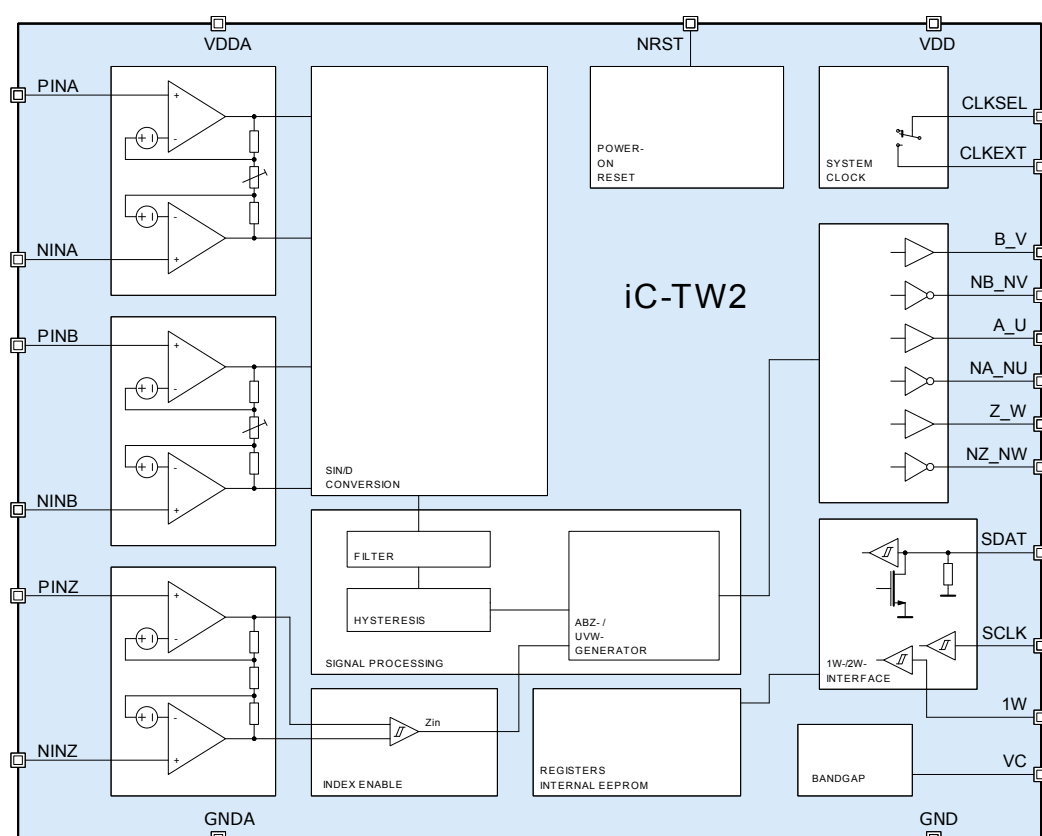 VDDA
NRST
VDD
PINA
NINA
PINB
NINB
PINZ
NINZ
+
-
-
+
+
-
-
+
+
-
-
+
SIN/D
CONVERSION
POWER-
ON
RESET
SYSTEM
CLOCK
CLKSEL
CLKEXT
iC-TW2
B_V
NB_NV
A_U
NA_NU
Z_W
NZ_NW
FILTER
HYSTERESIS
ABZ- /
UVW-
GENERATOR
SIGNAL PROCESSING
SDAT
SCLK
1W-/2W-
INTERFACE
1W
Zin
INDEX ENABLE
REGISTERS
INTERNAL EEPROM
BANDGAP
VC
GNDA
GND